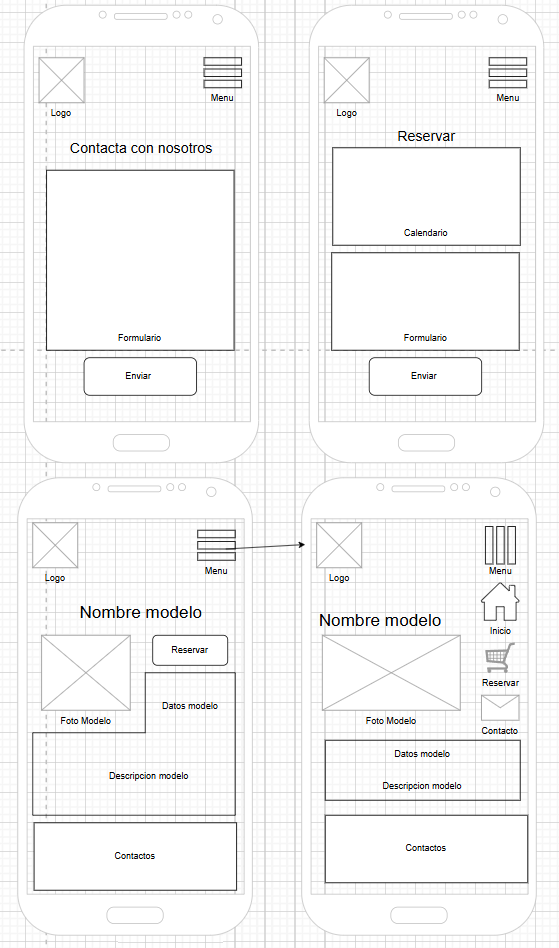 Logo
Menu
Contacta con nosotros
Formulario
Enviar
Logo
Menu
Reservar
Calendario
Formulario
Enviar
Logo
Menu
Nombre modelo
Reservar
Foto Modelo
Datos modelo
Descripcion modelo
Contactos
Logo
Menu
Inicio
Nombre modelo
Reservar
Foto Modelo
Contacto
Datos modelo
Descripcion modelo
Contactos